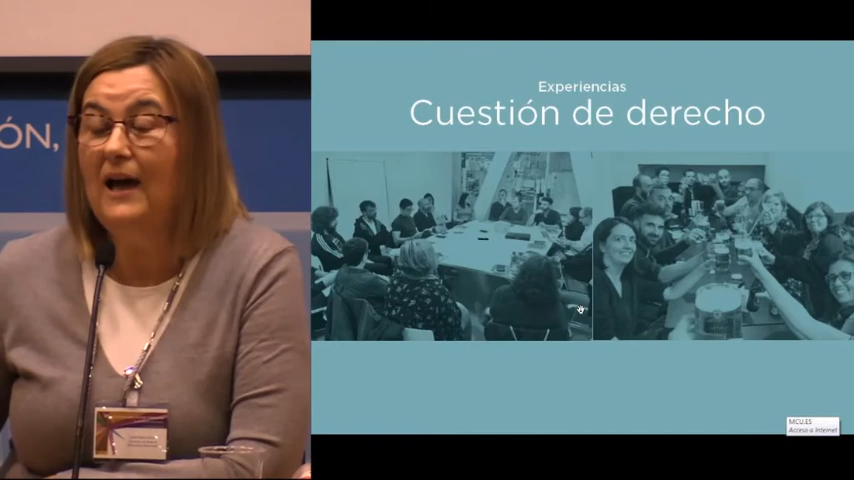 ÓN,
Experiencias
Cuestión de derecho
MCU.ES
Acceso a Internet